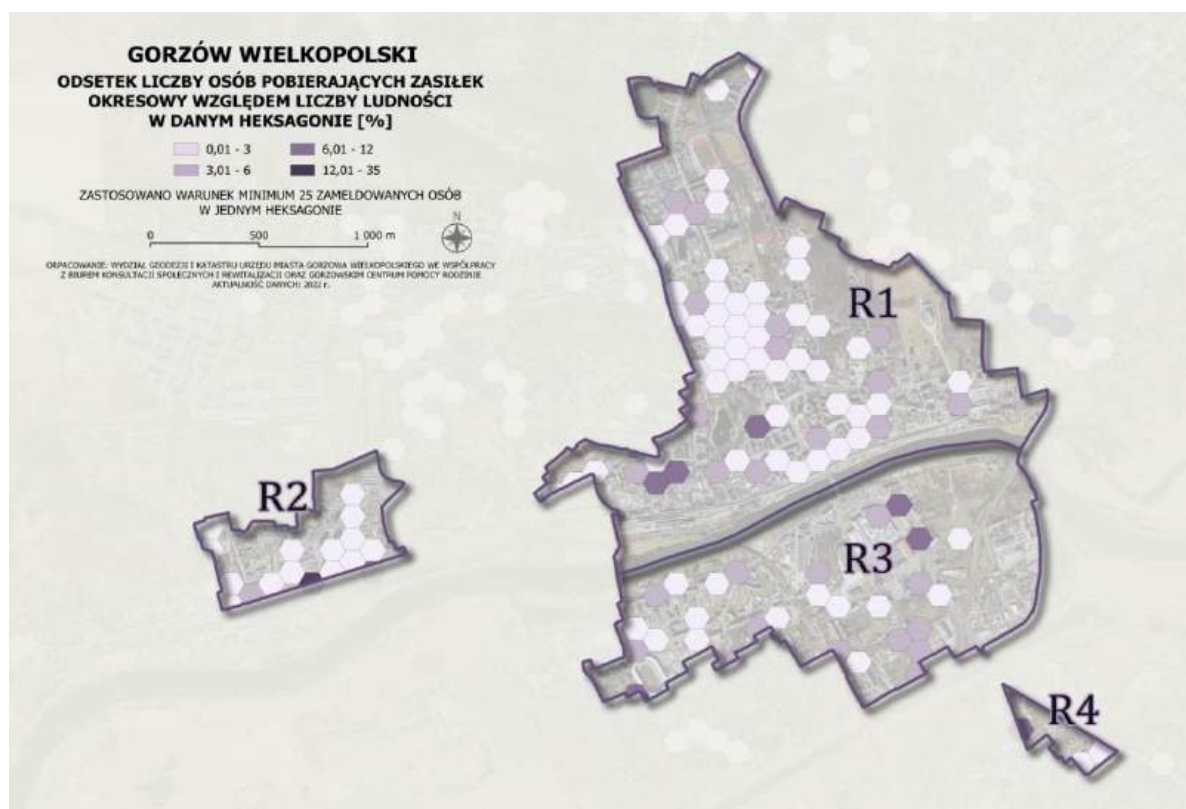 GORZÓW WIELKOPOLSKI
ODSETEK LICZBY OSÓB POBIERAJĄCYCH ZASIŁEK
OKRESOWY WZGLĘDEM LICZBY LUDNOŚCI
W DANYM HEKSAGONIE [%]
0,01 - 3
6,01 - 12
3,01 - 6
12,01 - 35
ZASTOSOWANO WARUNEK MINIMUM 25 ZAMELDOWANYCH OSÓB
W JEDNYM HEKSAGONIE
N
0 500 1 000 m
OPRACOWANIE: WYDZIAŁ GEODEZJI I KATASTRU URZĘDU MIASTA GORZOWA WIELKOPOLSKIEGO WE WSPÓŁPRACY
Z BIUREM KONSULTACJI SPOŁECZNYCH I REWITALIZACJI ORAZ GORZOWSKIM CENTRUM POMOCY RODZINIE
AKTUALNOŚĆ DANYCH: 2022 r.
R1
R2
R3
R4